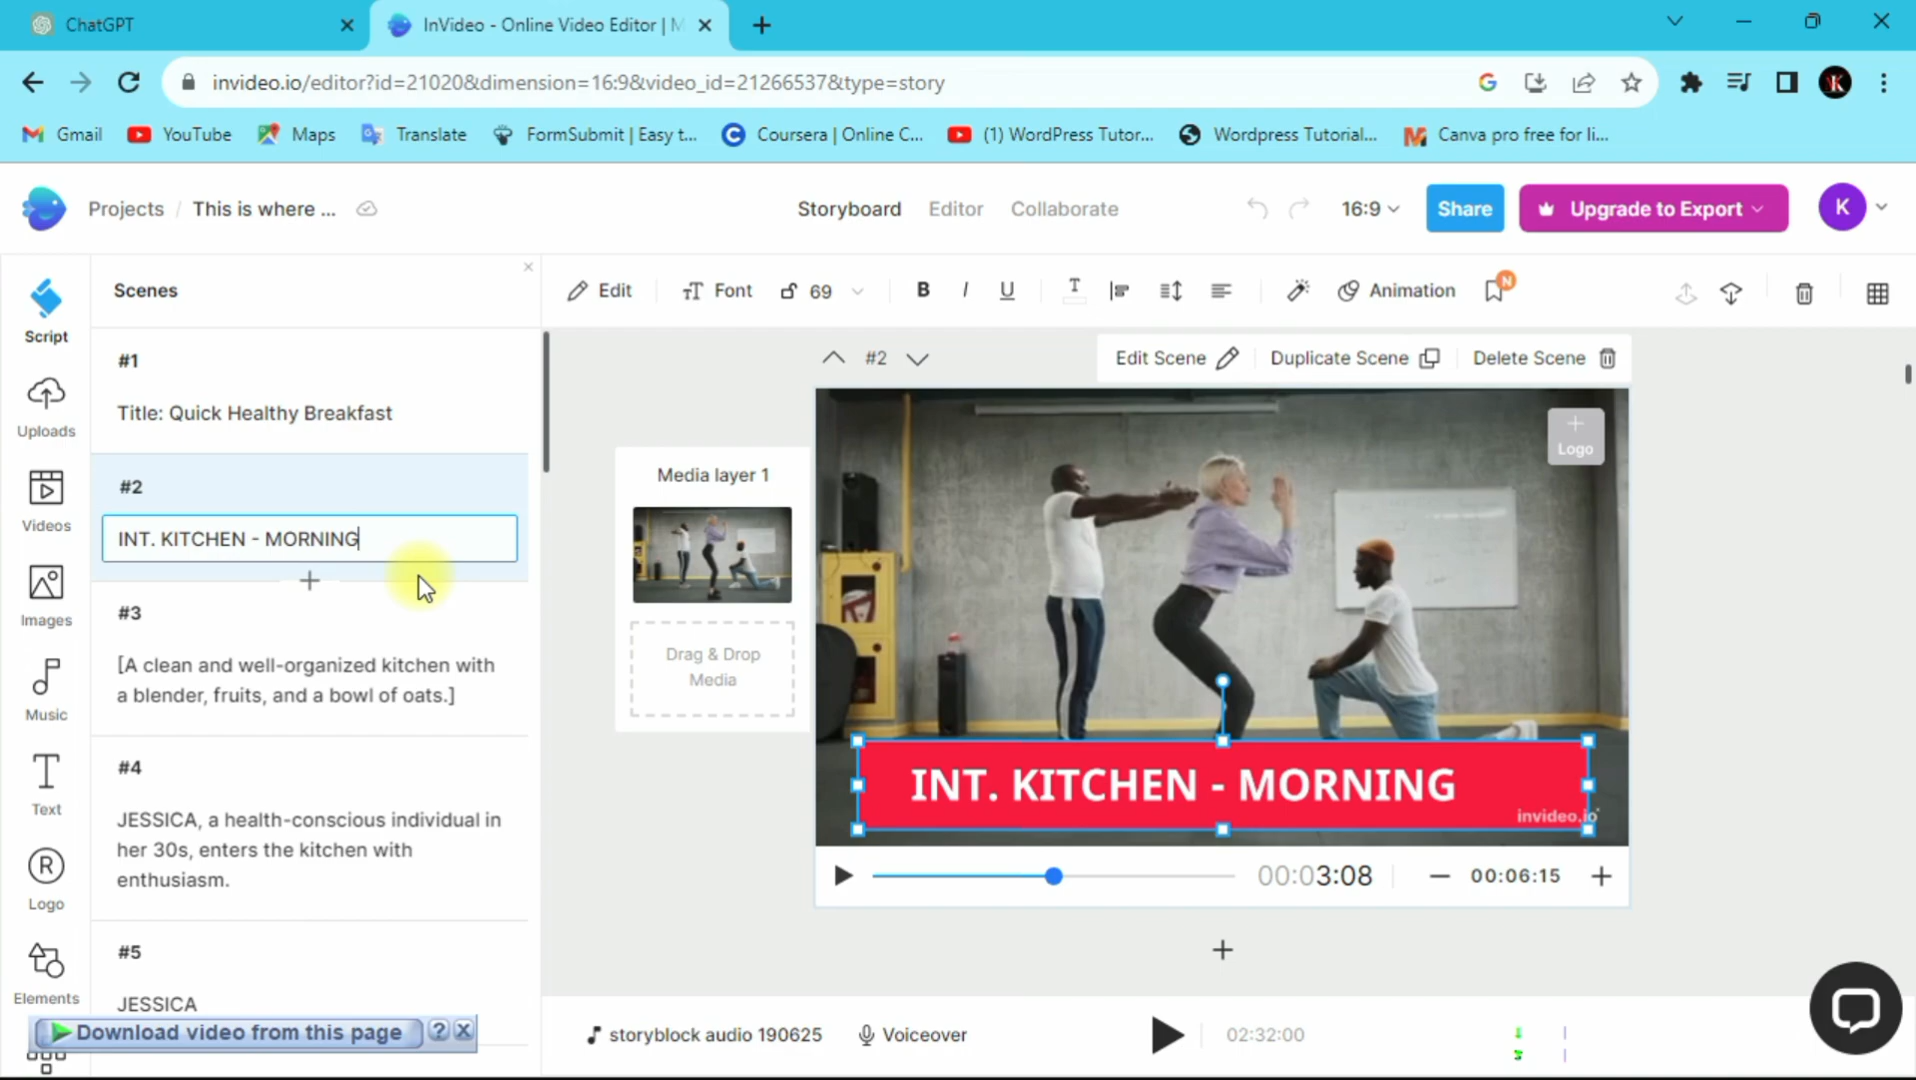 ChatGPT
InVideo - Online Video Editor | M
invideo.io/editor?id=21020&dimension=16:9&video_id=21266537&type=story
Gmail
YouTube
Maps
Translate
FormSubmit | Easy t...
Coursera | Online C...
(1) WordPress Tutor...
Wordpress Tutorial...
Canva pro free for li...
Projects / This is where ...
Storyboard
Editor
Collaborate
16:9
Share
Upgrade to Export
K
Scenes
Edit
Font
69
B
I
U
Animation
N
Script
Uploads
Videos
Images
Music
Text
Logo
Elements
#1
Title: Quick Healthy Breakfast
#2
INT. KITCHEN - MORNING
#3
[A clean and well-organized kitchen with
a blender, fruits, and a bowl of oats.]
#4
JESSICA, a health-conscious individual in
her 30s, enters the kitchen with
enthusiasm.
#5
JESSICA
Download video from this page
#2
Edit Scene
Duplicate Scene
Delete Scene
Media layer 1
Drag & Drop
Media
Logo
INT. KITCHEN - MORNING
invideo.io
00:03:08
00:06:15
storyblock audio 190625
Voiceover
02:32:00